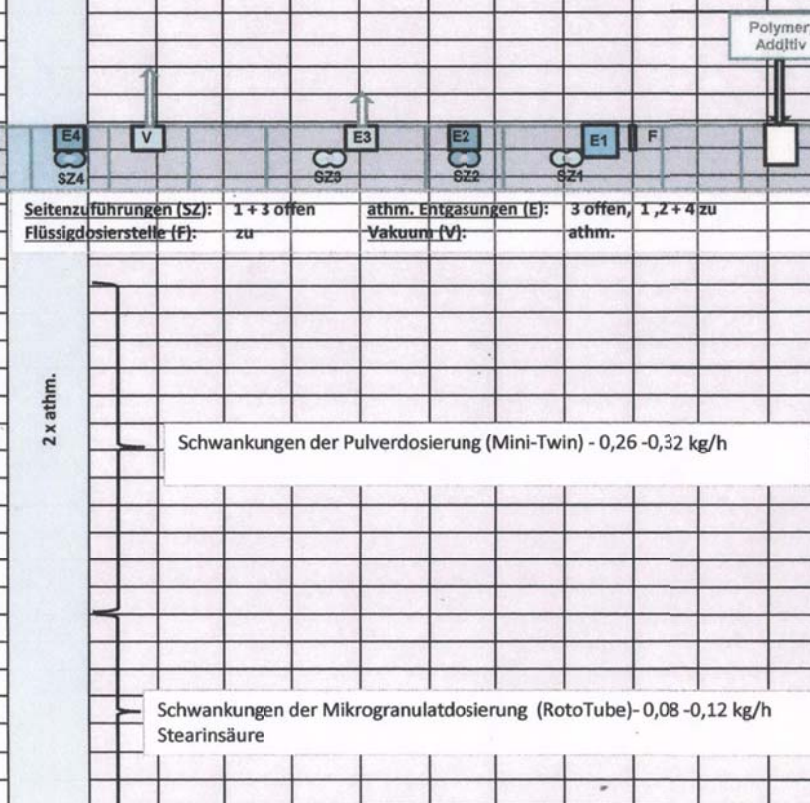 Polymer
Additiv
E4 V E3 E2 E1 F
SZ4 SZ3 SZ2 SZ1
Seitenzuführungen (SZ): 1 + 3 offen athm. Entgasungen (E): 3 offen, 1 ,2 + 4 zu
Flüssigdosierstelle (F): zu Vakuum (V): athm.
2 x athm.
Schwankungen der Pulverdosierung (Mini-Twin) - 0,26 -0,32 kg/h
Schwankungen der Mikrogranulatdosierung (RotoTube)- 0,08 -0,12 kg/h
Stearinsäure